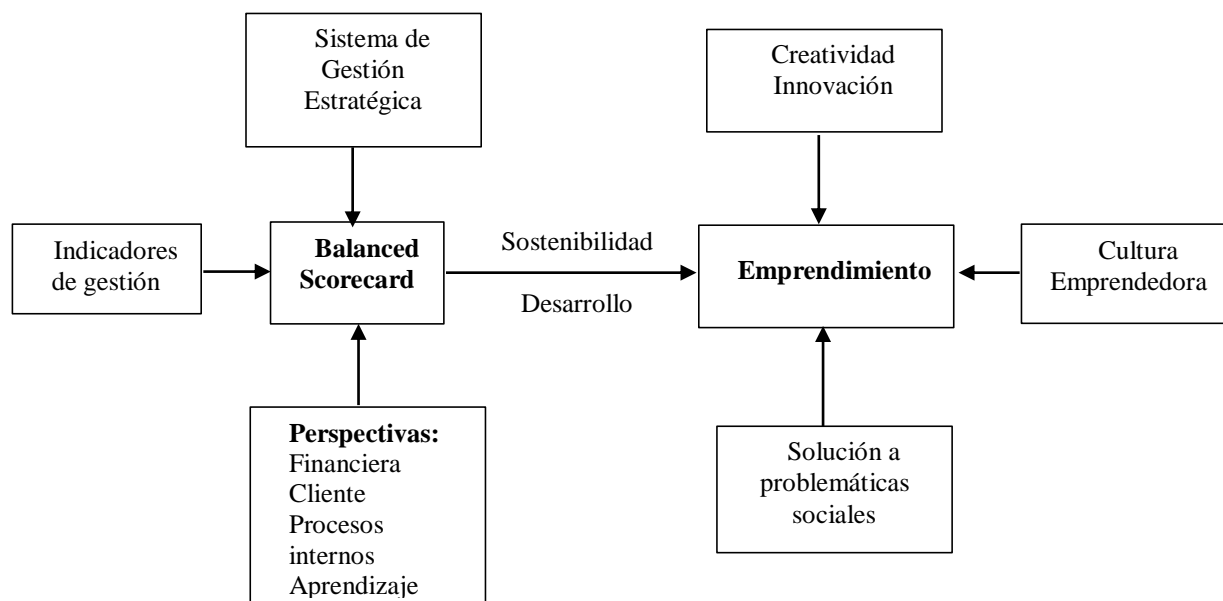 Sistema de
Gestión
Estratégica
Creatividad
Innovación
Indicadores
de gestión
Balanced
Scorecard
Sostenibilidad
Desarrollo
Emprendimiento
Cultura
Emprendedora
Perspectivas:
Financiera
Cliente
Procesos
internos
Aprendizaje
Solución a
problemáticas
sociales